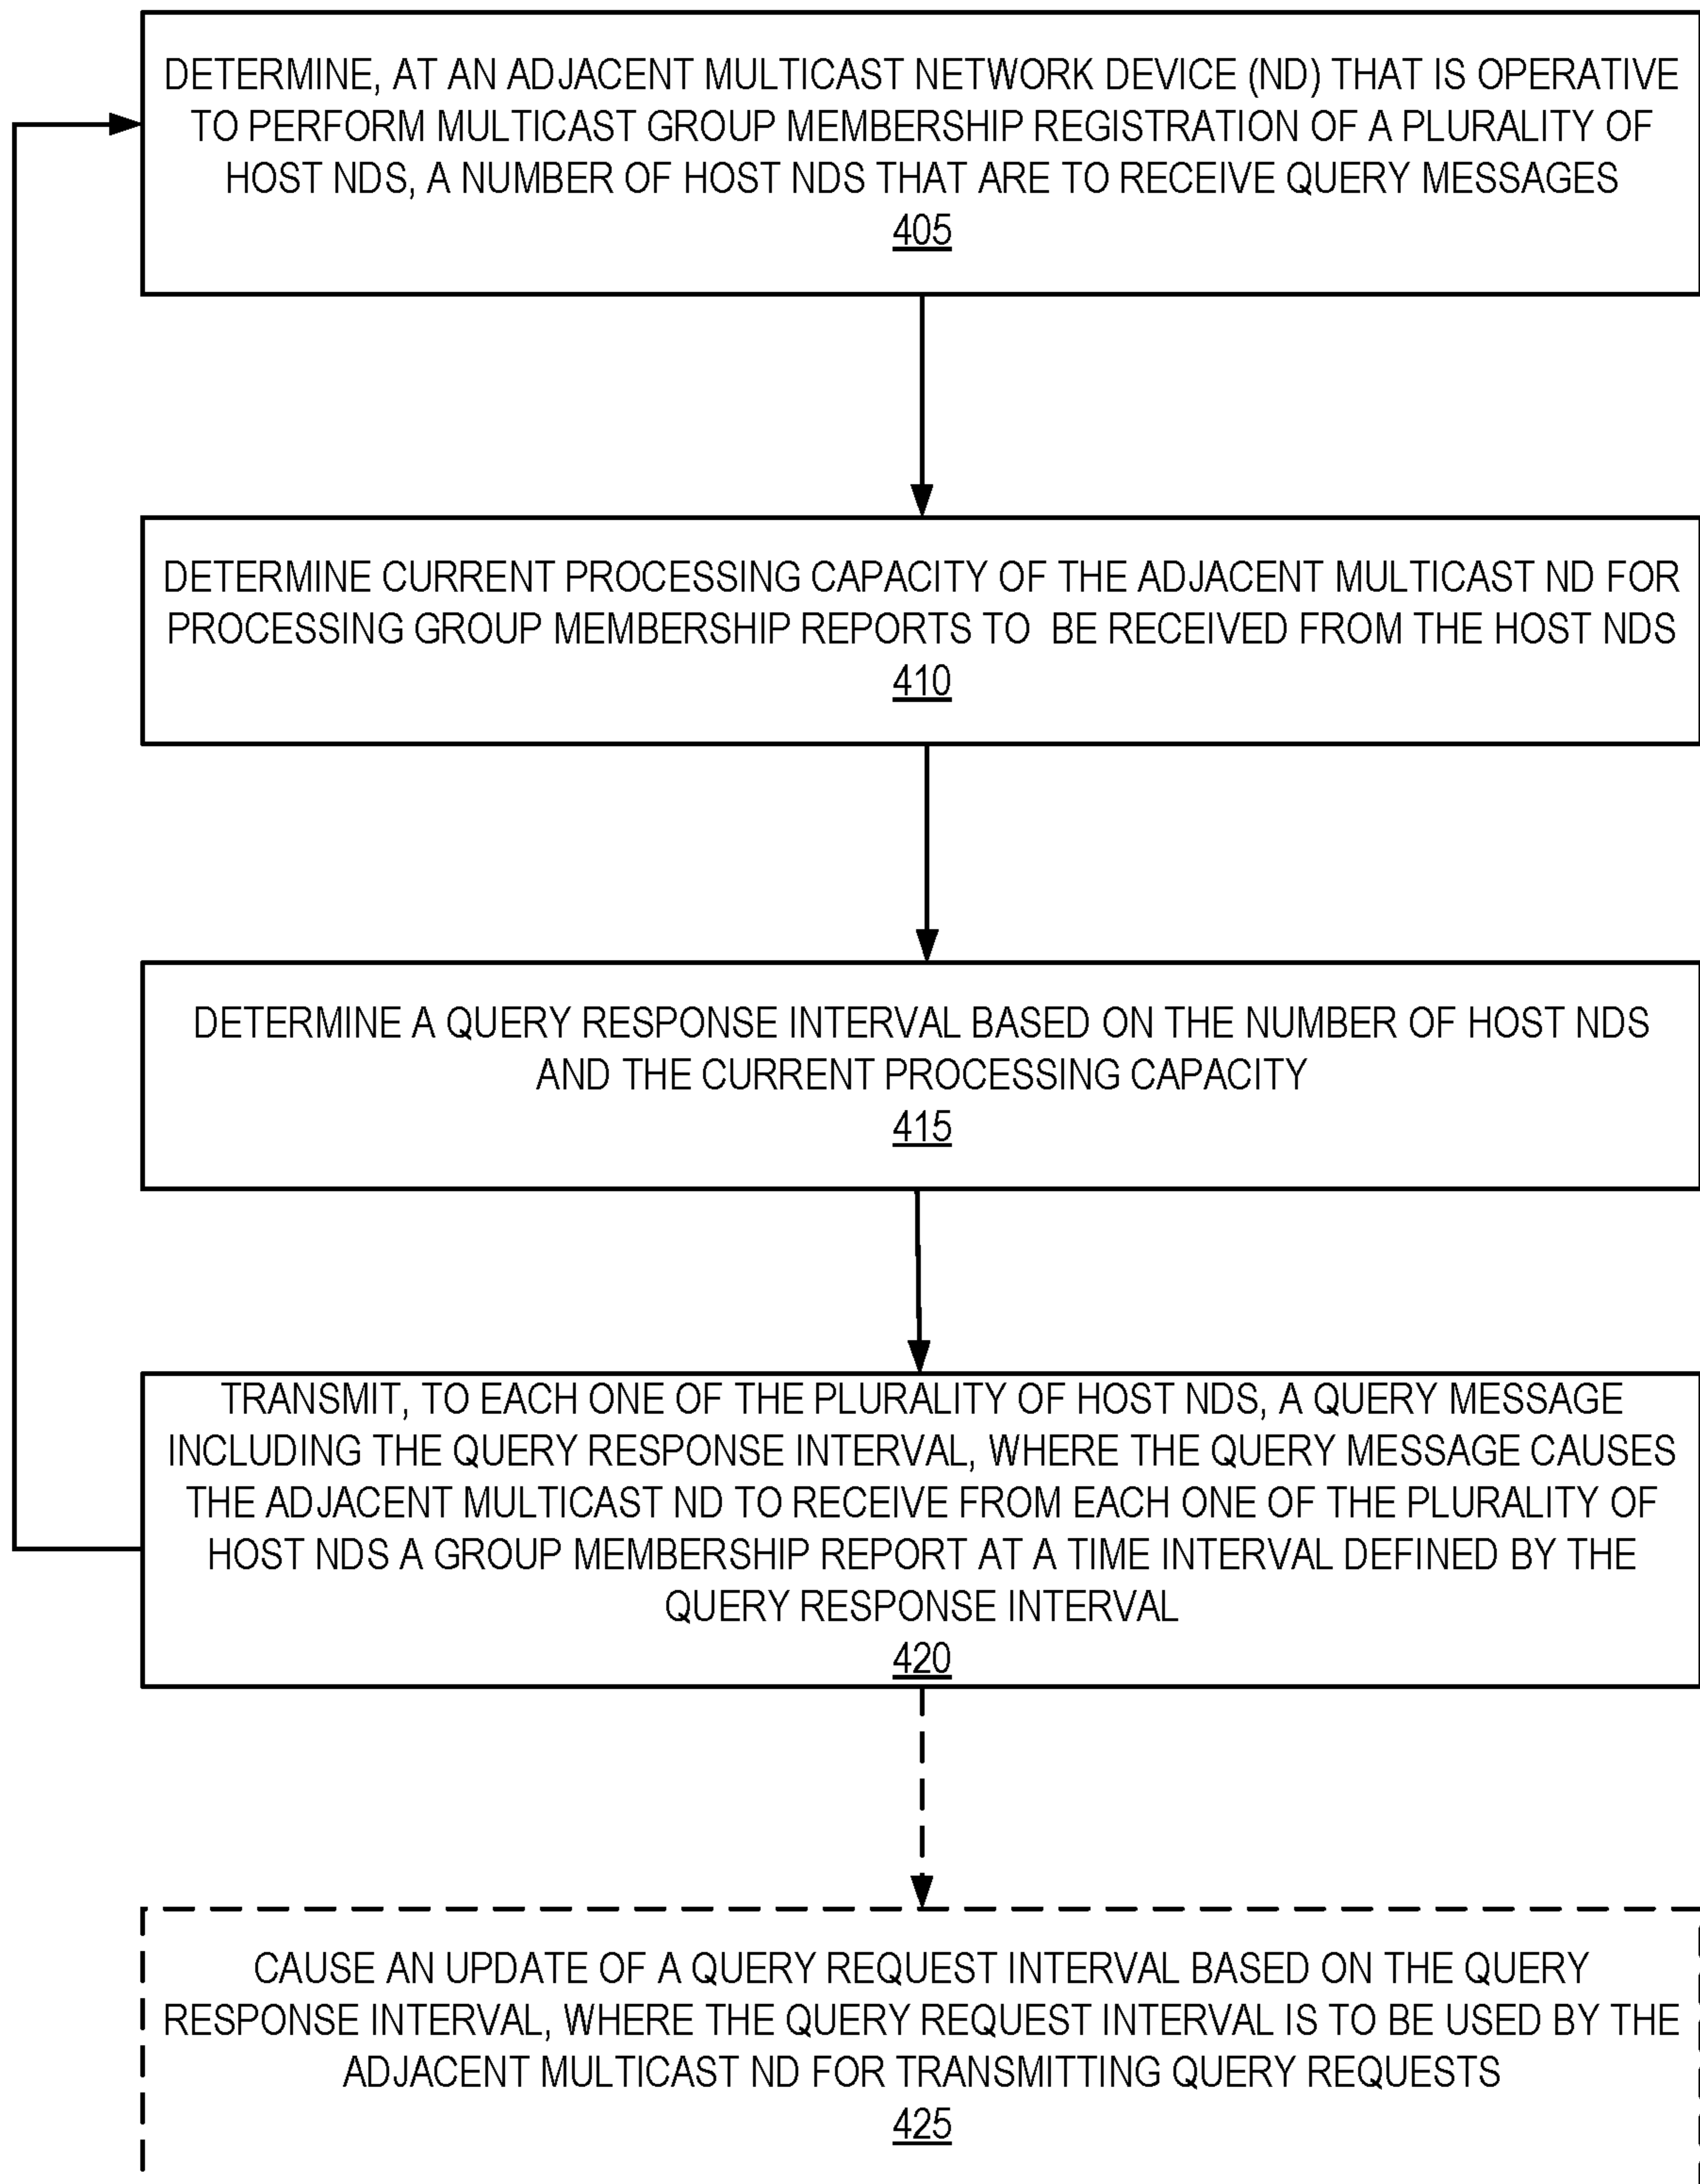 DETERMINE, AT AN ADJACENT MULTICAST NETWORK DEVICE (ND) THAT IS OPERATIVE
TO PERFORM MULTICAST GROUP MEMBERSHIP REGISTRATION OF A PLURALITY OF
HOST NDS, A NUMBER OF HOST NDS THAT ARE TO RECEIVE QUERY MESSAGES
405
DETERMINE CURRENT PROCESSING CAPACITY OF THE ADJACENT MULTICAST ND FOR
PROCESSING GROUP MEMBERSHIP REPORTS TO BE RECEIVED FROM THE HOST NDS
410
DETERMINE A QUERY RESPONSE INTERVAL BASED ON THE NUMBER OF HOST NDS
AND THE CURRENT PROCESSING CAPACITY
415
TRANSMIT, TO EACH ONE OF THE PLURALITY OF HOST NDS, A QUERY MESSAGE
INCLUDING THE QUERY RESPONSE INTERVAL, WHERE THE QUERY MESSAGE CAUSES
THE ADJACENT MULTICAST ND TO RECEIVE FROM EACH ONE OF THE PLURALITY OF
HOST NDS A GROUP MEMBERSHIP REPORT AT A TIME INTERVAL DEFINED BY THE
QUERY RESPONSE INTERVAL
420
CAUSE AN UPDATE OF A QUERY REQUEST INTERVAL BASED ON THE QUERY
RESPONSE INTERVAL, WHERE THE QUERY REQUEST INTERVAL IS TO BE USED BY THE
ADJACENT MULTICAST ND FOR TRANSMITTING QUERY REQUESTS
425